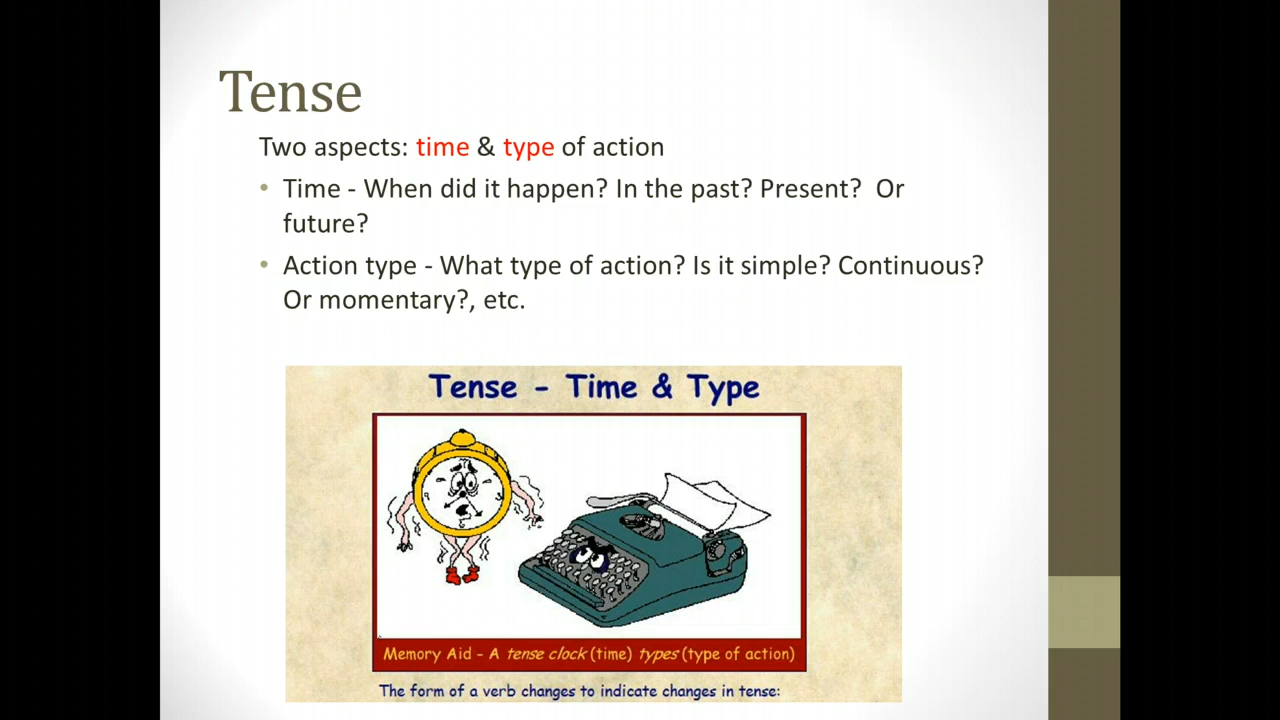 Tense
Two aspects: time & type of action
• Time - When did it happen? In the past? Present?  Or
future?
• Action type - What type of action? Is it simple? Continuous?
Or momentary?, etc.
Tense - Time & Type
Memory Aid - A tense clock (time) types (type of action)
The form of a verb changes to indicate changes in tense: